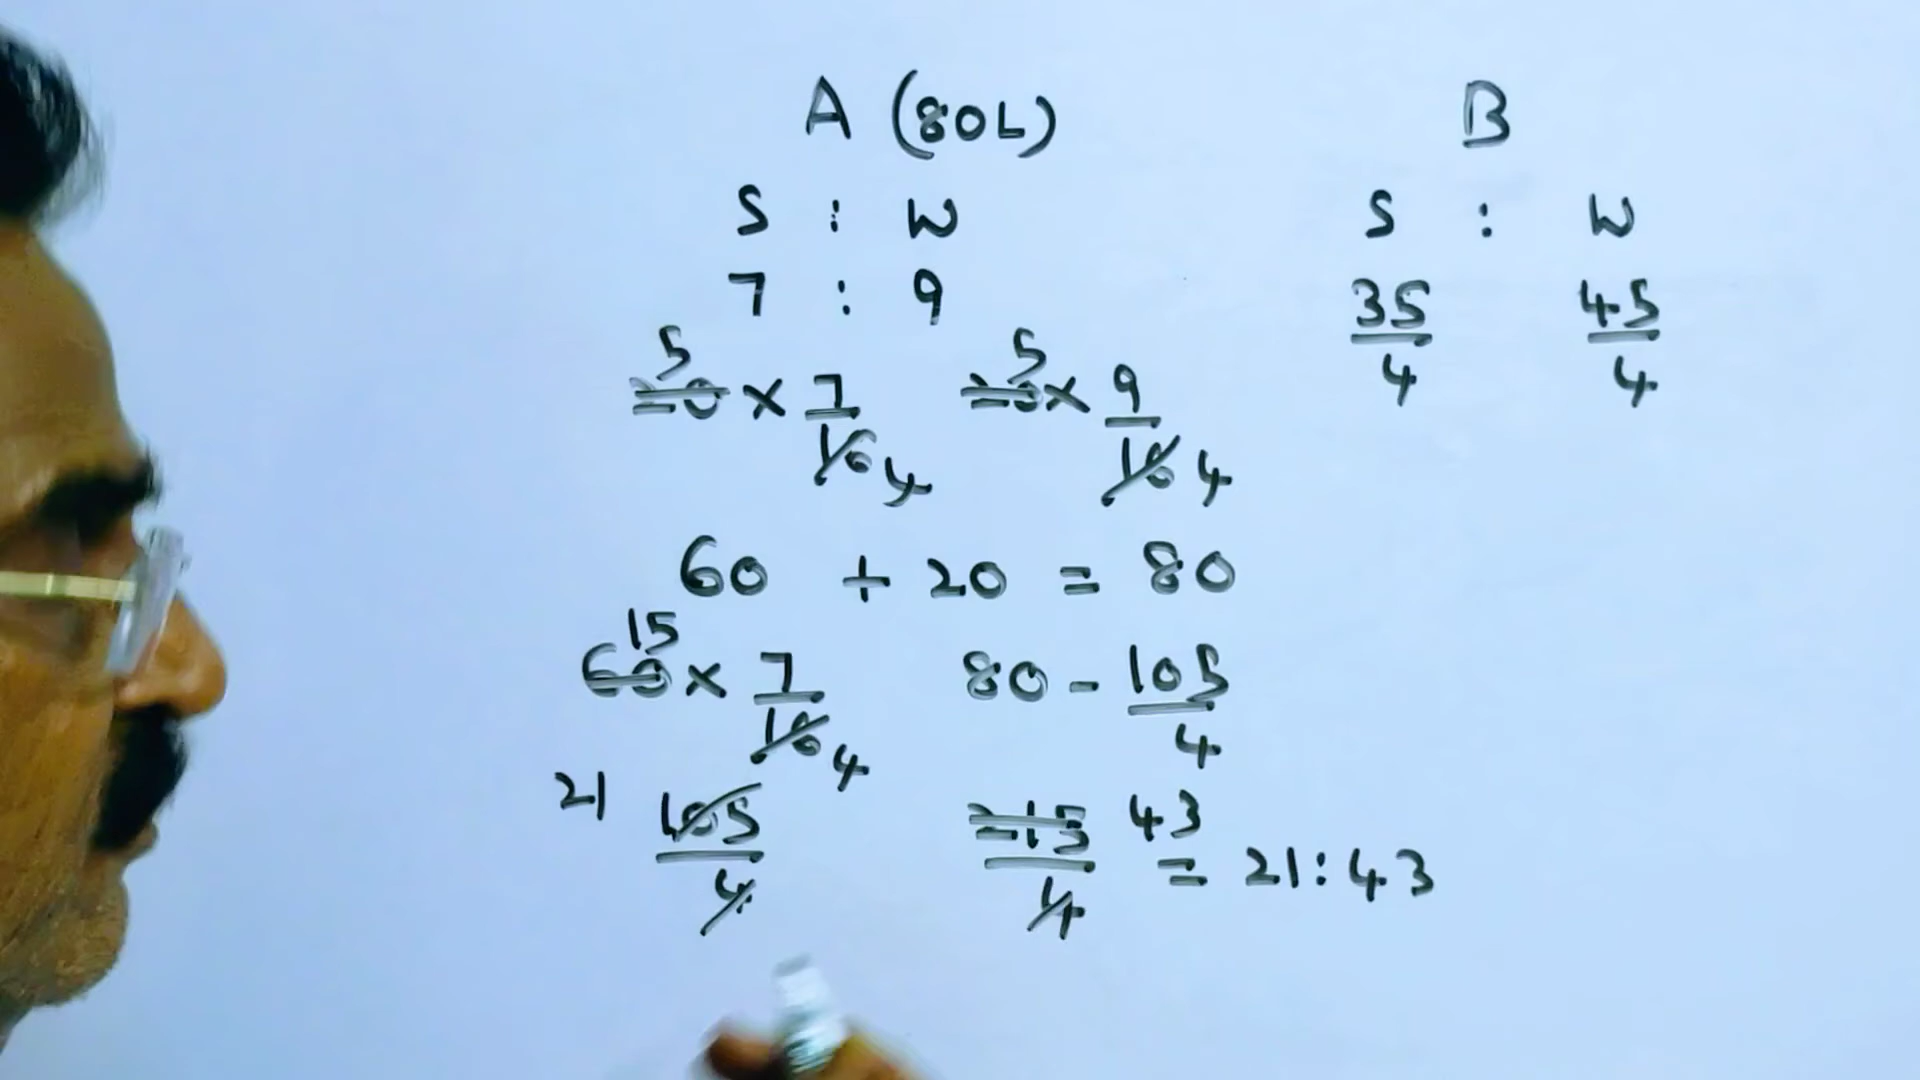 A (80L) B
S : W S : W
7 : 9 35/4 45/4
5 5
20 × 7/16 4 20 × 9/16 4
60 + 20 = 80
15
60 × 7/16 4 80 - 105/4
21 105/4 215/4 43 = 21:43